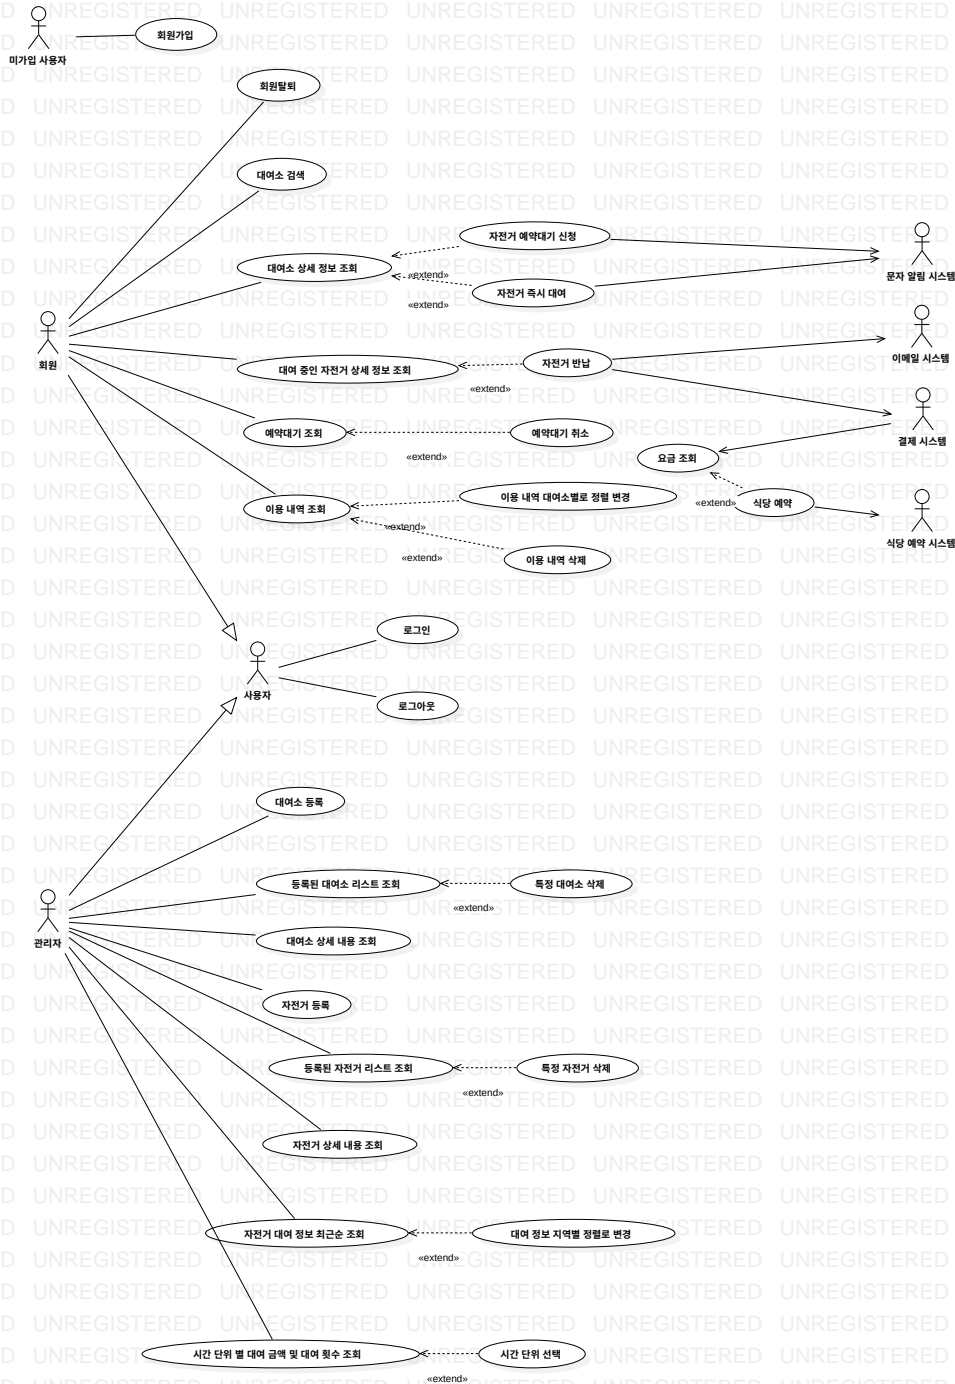 미가입 사용자
회원가입
회원탈퇴
대여소 검색
자전거 예약대기 신청
대여소 상세 정보 조회
«extend»
문자 알림 시스템
자전거 즉시 대여
«extend»
회원
대여 중인 자전거 상세 정보 조회
자전거 반납
이메일 시스템
«extend»
예약대기 조회
예약대기 취소
결제 시스템
«extend»
요금 조회
이용 내역 조회
이용 내역 대여소별로 정렬 변경
«extend»
식당 예약
«extend»
식당 예약 시스템
«extend»
이용 내역 삭제
로그인
사용자
로그아웃
대여소 등록
등록된 대여소 리스트 조회
특정 대여소 삭제
«extend»
관리자
대여소 상세 내용 조회
자전거 등록
등록된 자전거 리스트 조회
특정 자전거 삭제
«extend»
자전거 상세 내용 조회
자전거 대여 정보 최근순 조회
대여 정보 지역별 정렬로 변경
«extend»
시간 단위 별 대여 금액 및 대여 횟수 조회
시간 단위 선택
«extend»
UNREGISTERED